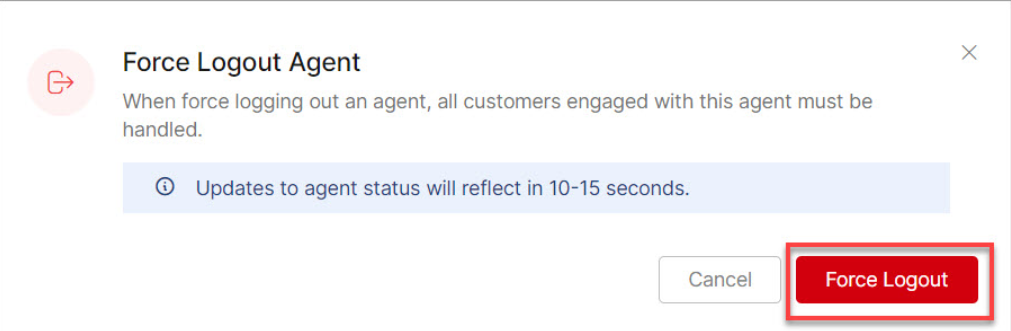 Force Logout Agent
When force logging out an agent, all customers engaged with this agent must be
handled.
Updates to agent status will reflect in 10-15 seconds.
Cancel
Force Logout